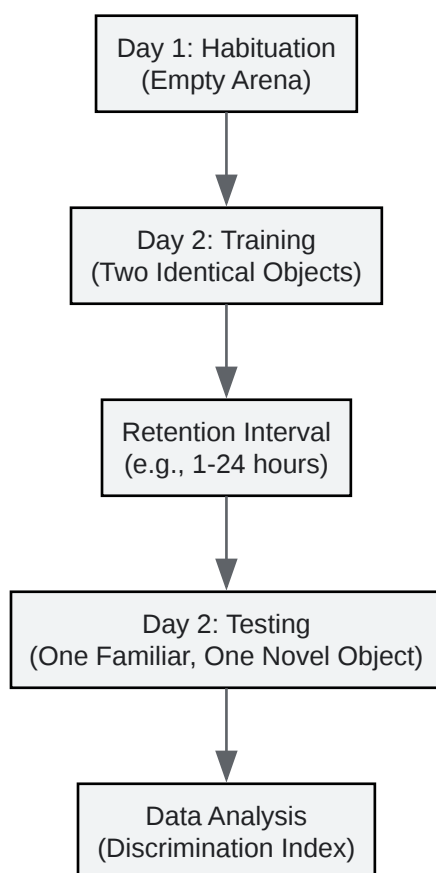 Day 1: Habituation
(Empty Arena)
Day 2: Training
(Two Identical Objects)
Retention Interval
(e.g., 1-24 hours)
Day 2: Testing
(One Familiar, One Novel Object)
Data Analysis
(Discrimination Index)